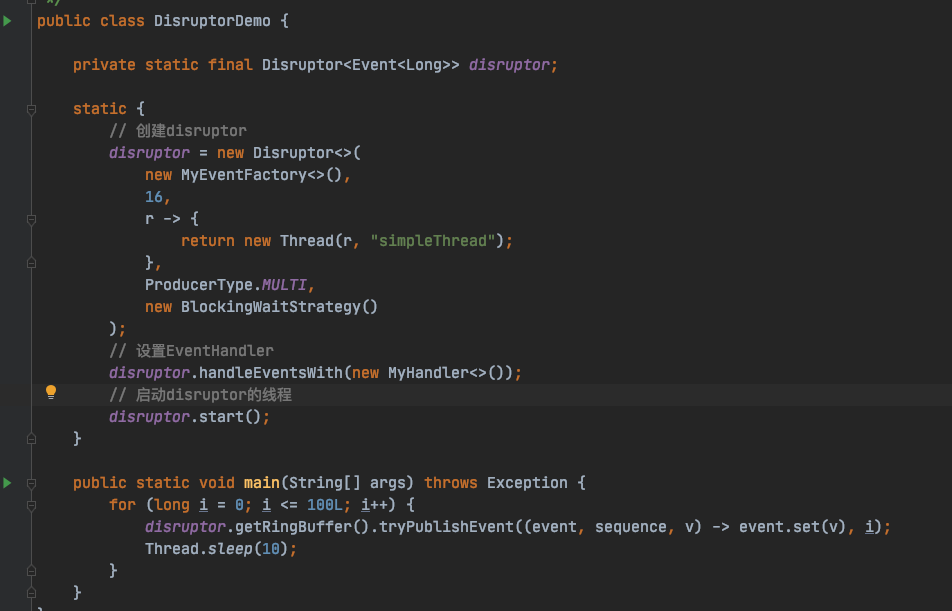 */
public class DisruptorDemo {
private static final Disruptor<Event<Long>> disruptor;
static {
// 创建disruptor
disruptor = new Disruptor<>(
new MyEventFactory<>(),
16,
r -> {
return new Thread(r, "simpleThread");
},
ProducerType.MULTI,
new BlockingWaitStrategy()
);
// 设置EventHandler
disruptor.handleEventsWith(new MyHandler<>());
// 启动disruptor的线程
disruptor.start();
}
public static void main(String[] args) throws Exception {
for (long i = 0; i <= 100L; i++) {
disruptor.getRingBuffer().tryPublishEvent((event, sequence, v) -> event.set(v), i);
Thread.sleep(10);
}
}
}